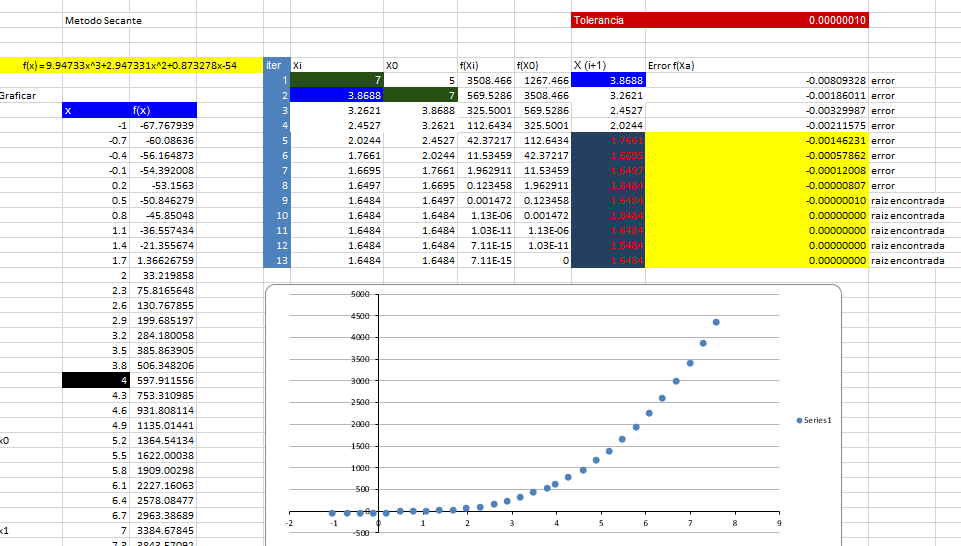 Metodo Secante Tolerancia 0.00000010
f(x)=9.94733x^3+2.947331x^2+0.873278x-54 iter Xi X0 f(Xi) f(X0) X (i+1) Error f(Xa)
1 7 5 3508.466 1267.466 3.8688 -0.00809328 error
Graficar 2 3.8688 7 569.5286 3508.466 3.2621 -0.00186011 error
x f(x) 3 3.2621 3.8688 325.5001 569.5286 2.4527 -0.00329987 error
-1 -67.767939 4 2.4527 3.2621 112.6434 325.5001 2.0244 -0.00211575 error
-0.7 -60.08636 5 2.0244 2.4527 42.37217 112.6434 1.7661 -0.00146231 error
-0.4 -56.164873 6 1.7661 2.0244 11.53459 42.37217 1.6695 -0.00057862 error
-0.1 -54.392008 7 1.6695 1.7661 1.962911 11.53459 1.6497 -0.00012008 error
0.2 -53.1563 8 1.6497 1.6695 0.123458 1.962911 1.6484 -0.00000807 error
0.5 -50.846279 9 1.6484 1.6497 0.001472 0.123458 1.6484 -0.00000010 raiz encontrada
0.8 -45.85048 10 1.6484 1.6484 1.13E-06 0.001472 1.6484 0.00000000 raiz encontrada
1.1 -36.557434 11 1.6484 1.6484 1.03E-11 1.13E-06 1.6484 0.00000000 raiz encontrada
1.4 -21.355674 12 1.6484 1.6484 7.11E-15 1.03E-11 1.6484 0.00000000 raiz encontrada
1.7 1.36626759 13 1.6484 1.6484 7.11E-15 0 1.6484 0.00000000 raiz encontrada
2 33.219858
2.3 75.8165648
2.6 130.767855
2.9 199.685197
3.2 284.180058
3.5 385.863905
3.8 506.348206
4 597.911556
4.3 753.310985
4.6 931.808114
4.9 1135.01441
x0 5.2 1364.54134
5.5 1622.00038
5.8 1909.00298
6.1 2227.16063
6.4 2578.08477
6.7 2963.38689
x1 7 3384.67845
7.3 3843.57092
5000
4500
4000
3500
3000
2500
2000
1500
1000
500
0
-500
-2 -1 0 1 2 3 4 5 6 7 8 9
Series1